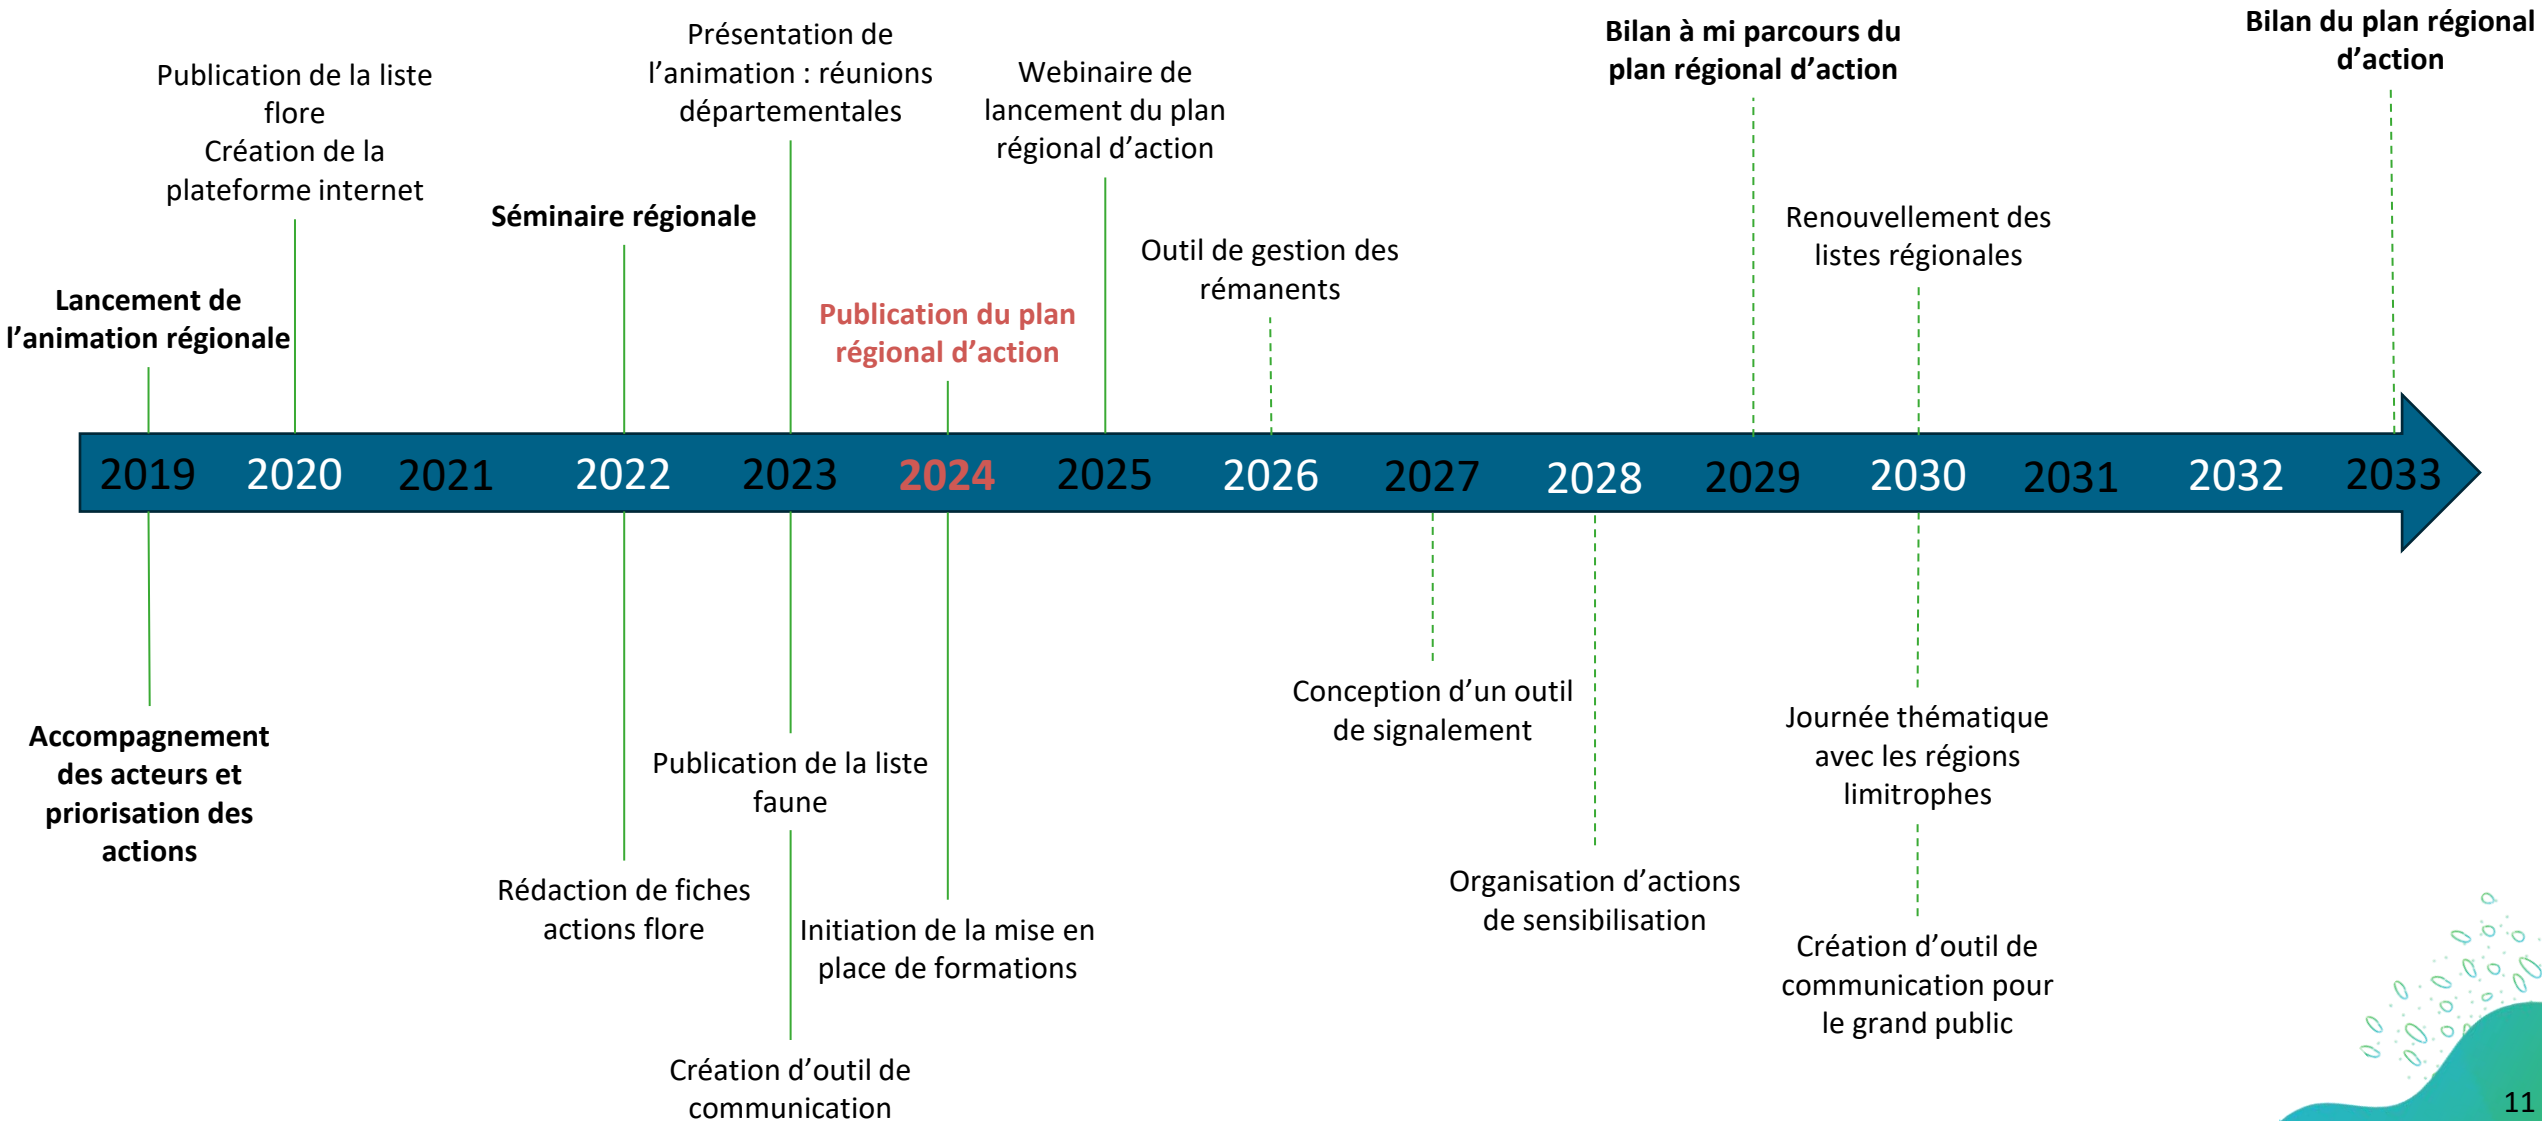 Lancement de
l’animation régionale
Publication de la liste
flore
Création de la
plateforme internet
Séminaire régionale
Présentation de
l’animation : réunions
départementales
Publication du plan
régional d’action
Webinaire de
lancement du plan
régional d’action
Outil de gestion des
rémanents
Bilan à mi parcours du
plan régional d’action
Renouvellement des
listes régionales
Bilan du plan régional
d’action
2019 2020 2021 2022 2023 2024 2025 2026 2027 2028 2029 2030 2031 2032 2033
Accompagnement
des acteurs et
priorisation des
actions
Rédaction de fiches
actions flore
Publication de la liste
faune
Création d’outil de
communication
Initiation de la mise en
place de formations
Conception d’un outil
de signalement
Organisation d’actions
de sensibilisation
Journée thématique
avec les régions
limitrophes
Création d’outil de
communication pour
le grand public
11